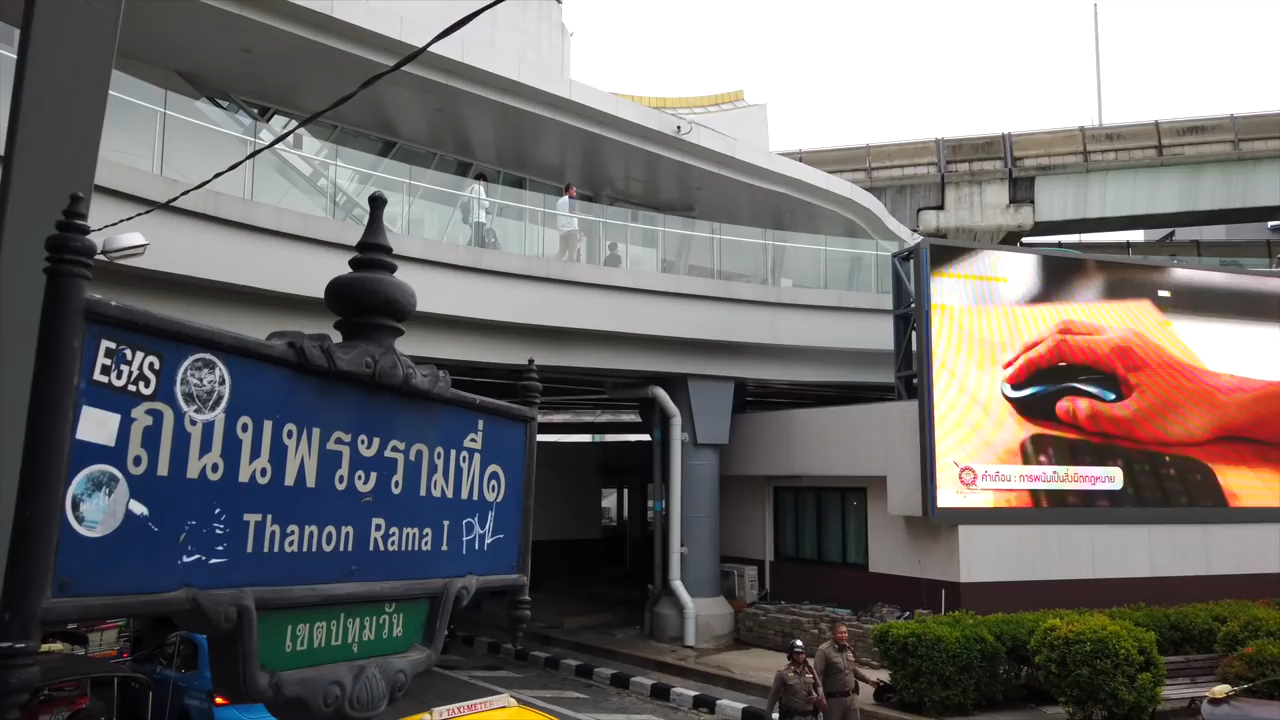 EGIS
ถนนพระรามที่๑
Thanon Rama I
PML
เขตปทุมวัน
คำเตือน : การพนันเป็นสิ่งผิดกฎหมาย
TAXI-METER